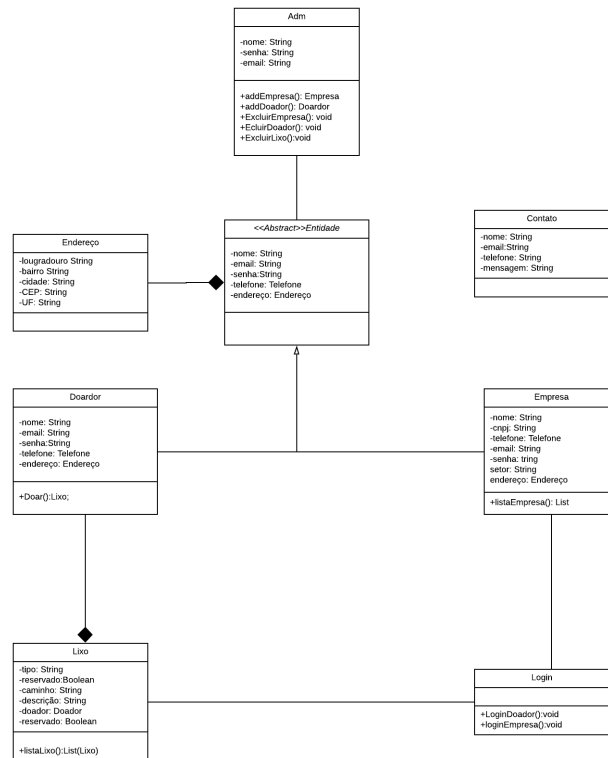 Adm
-nome: String
-senha: String
-email: String
+addEmpresa(): Empresa
+addDoador(): Doardor
+ExcluirEmpresa(): void
+EcluirDoador(): void
+ExcluirLixo():void
<<Abstract>>Entidade
-nome: String
-email: String
-senha:String
-telefone: Telefone
-endereço: Endereço
Contato
-nome: String
-email:String
-telefone: String
-mensagem: String
Endereço
-lougradouro String
-bairro String
-cidade: String
-CEP: String
-UF: String
Doardor
-nome: String
-email: String
-senha:String
-telefone: Telefone
-endereço: Endereço
+Doar():Lixo;
Empresa
-nome: String
-cnpj: String
-telefone: Telefone
-email: String
-senha: tring
setor: String
endereço: Endereço
+listaEmpresa(): List
Lixo
-tipo: String
-reservado:Boolean
-caminho: String
-descrição: String
-doador: Doador
-reservado: Boolean
+listaLixo():List(Lixo)
Login
+LoginDoador():void
+loginEmpresa():void